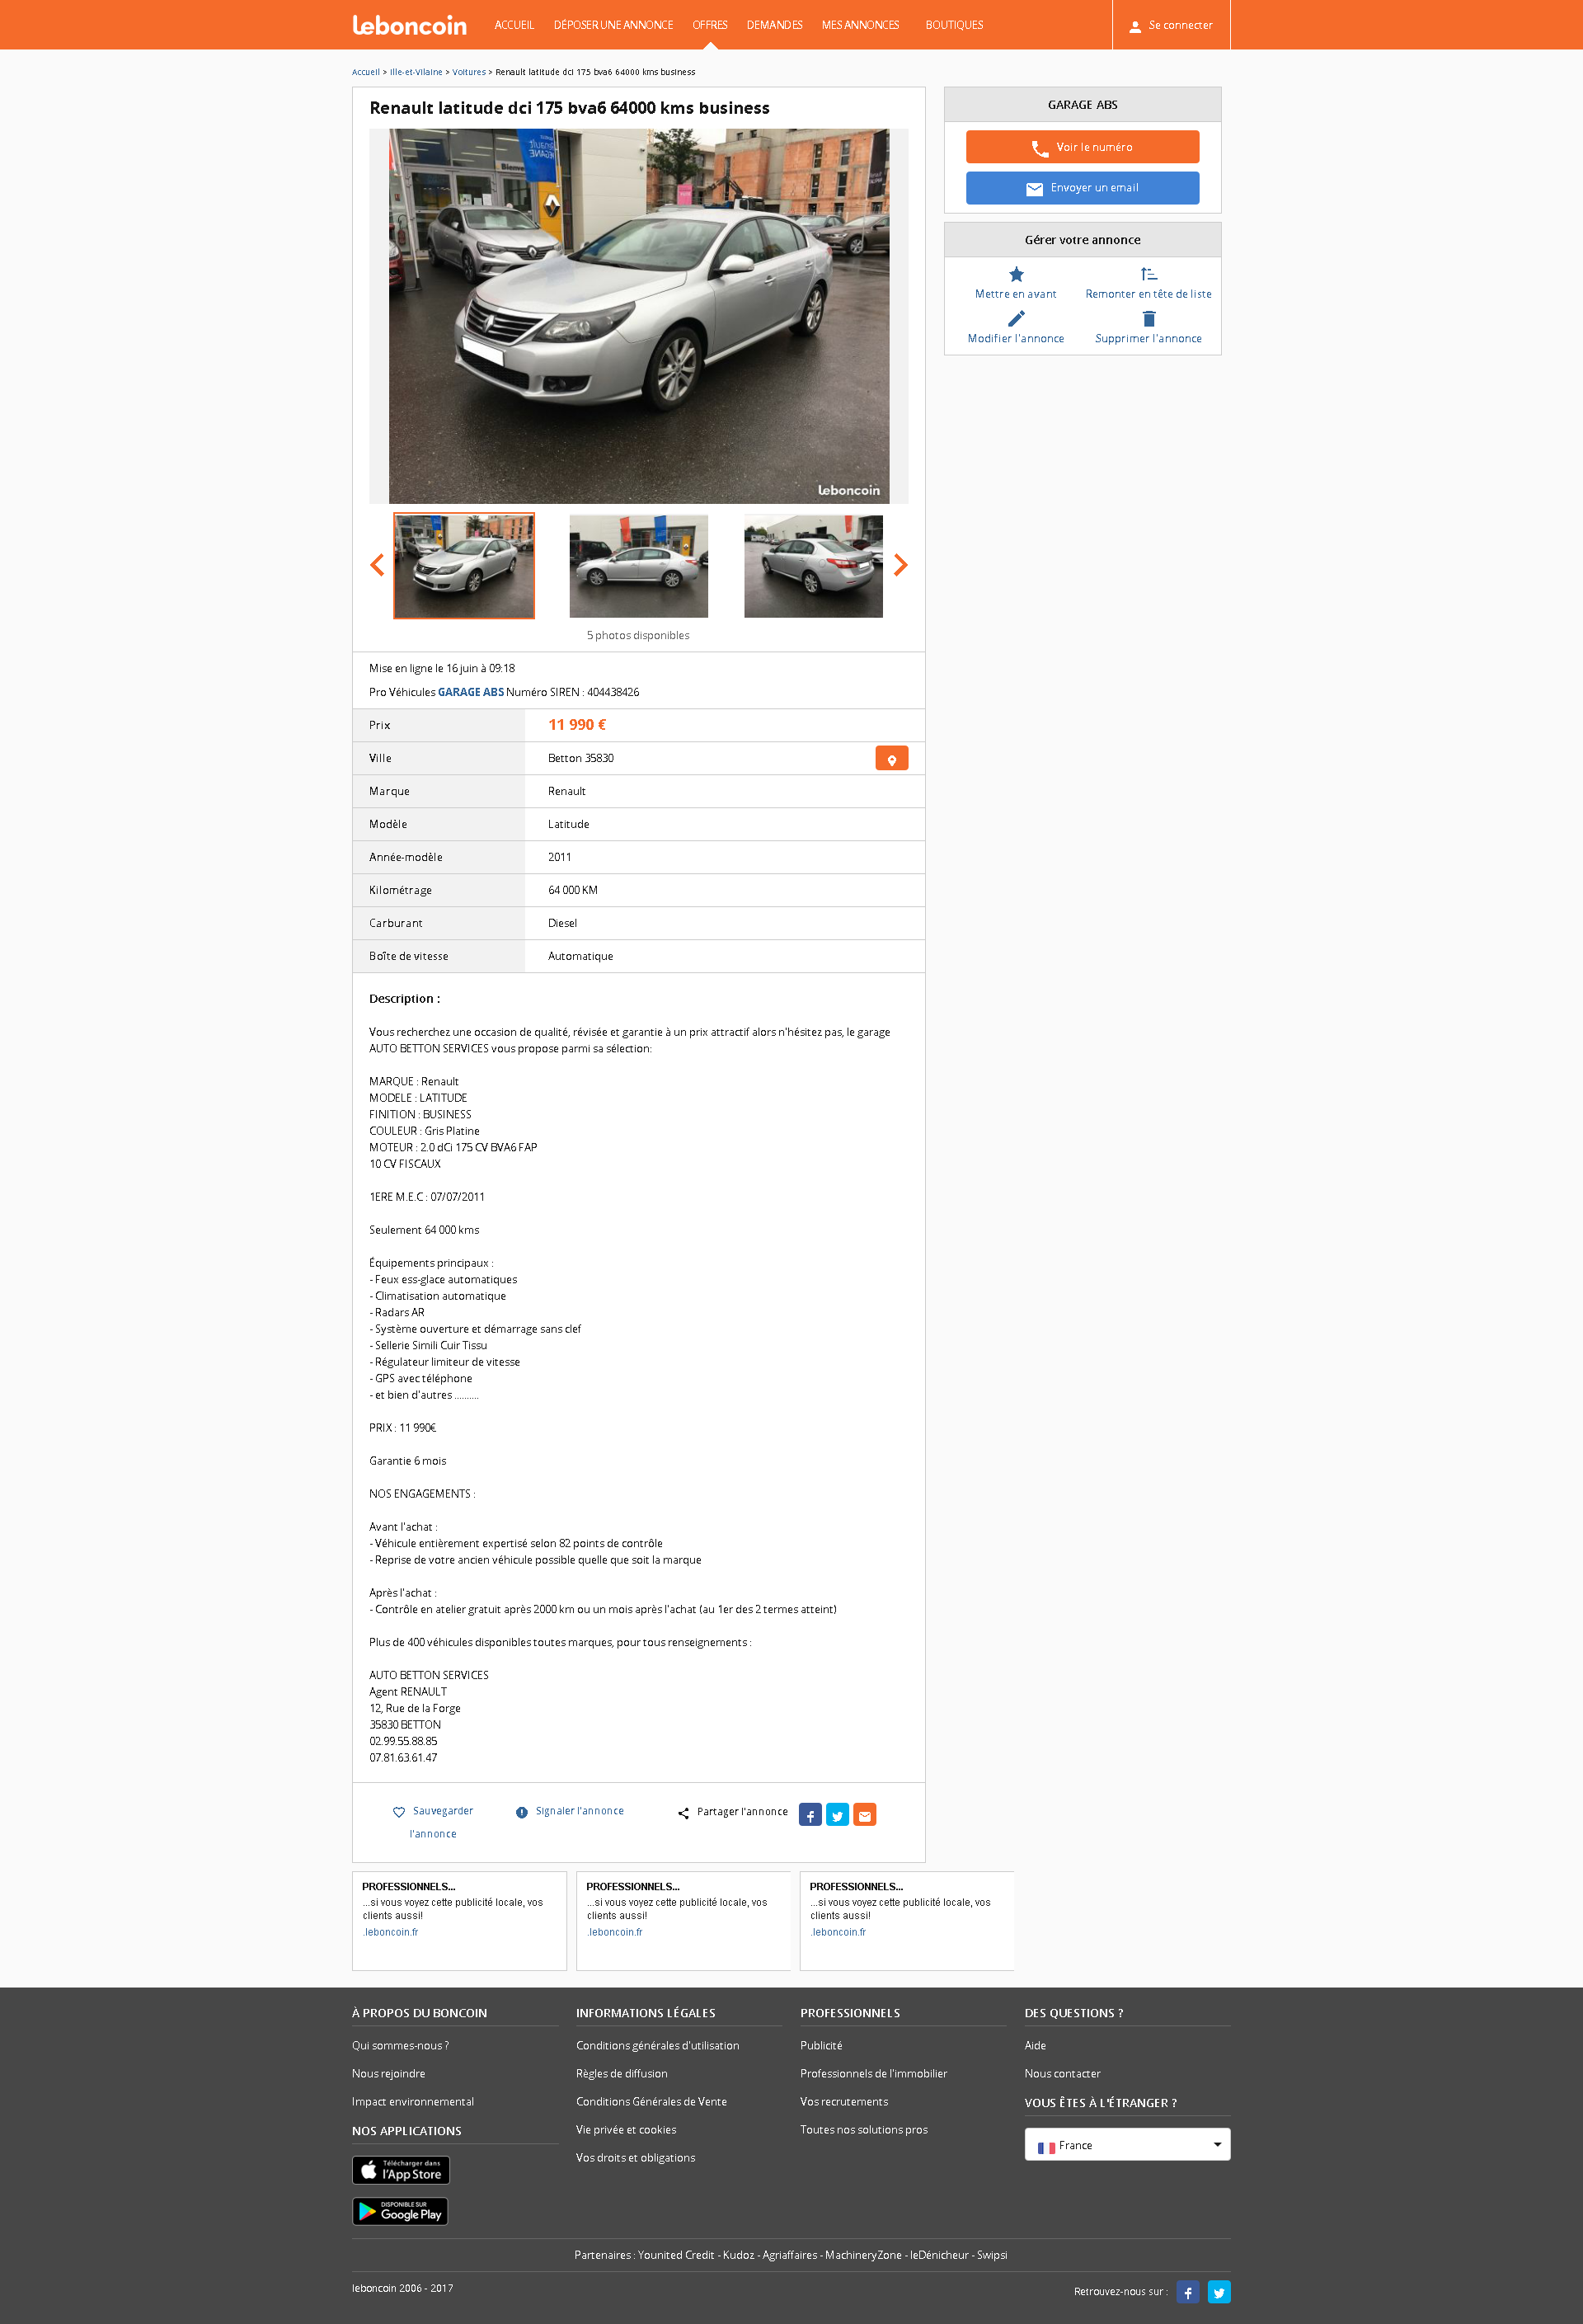 leboncoin ACCUEIL DÉPOSER UNE ANNONCE OFFRES DEMANDES MES ANNONCES BOUTIQUES Se connecter
Accueil > Ille-et-Vilaine > Voitures > Renault latitude dci 175 bva6 64000 kms business
Renault latitude dci 175 bva6 64000 kms business
leboncoin
5 photos disponibles
Mise en ligne le 16 juin à 09:18
Pro Véhicules GARAGE ABS Numéro SIREN : 404438426
Prix 11 990 €
Ville Betton 35830
Marque Renault
Modèle Latitude
Année-modèle 2011
Kilométrage 64 000 KM
Carburant Diesel
Boîte de vitesse Automatique
Description :
Vous recherchez une occasion de qualité, révisée et garantie à un prix attractif alors n'hésitez pas, le garage
AUTO BETTON SERVICES vous propose parmi sa sélection:
MARQUE : Renault
MODELE : LATITUDE
FINITION : BUSINESS
COULEUR : Gris Platine
MOTEUR : 2.0 dCi 175 CV BVA6 FAP
10 CV FISCAUX
1ERE M.E.C : 07/07/2011
Seulement 64 000 kms
Équipements principaux :
- Feux ess-glace automatiques
- Climatisation automatique
- Radars AR
- Système ouverture et démarrage sans clef
- Sellerie Simili Cuir Tissu
- Régulateur limiteur de vitesse
- GPS avec téléphone
- et bien d'autres ..........
PRIX : 11 990€
Garantie 6 mois
NOS ENGAGEMENTS :
Avant l'achat :
- Véhicule entièrement expertisé selon 82 points de contrôle
- Reprise de votre ancien véhicule possible quelle que soit la marque
Après l'achat :
- Contrôle en atelier gratuit après 2000 km ou un mois après l'achat (au 1er des 2 termes atteint)
Plus de 400 véhicules disponibles toutes marques, pour tous renseignements :
AUTO BETTON SERVICES
Agent RENAULT
12, Rue de la Forge
35830 BETTON
02.99.55.88.85
07.81.63.61.47
Sauvegarder
l'annonce
Signaler l'annonce
Partager l'annonce
GARAGE ABS
Voir le numéro
Envoyer un email
Gérer votre annonce
Mettre en avant Remonter en tête de liste
Modifier l'annonce Supprimer l'annonce
PROFESSIONNELS...
...si vous voyez cette publicité locale, vos
clients aussi!
.leboncoin.fr
PROFESSIONNELS...
...si vous voyez cette publicité locale, vos
clients aussi!
.leboncoin.fr
PROFESSIONNELS...
...si vous voyez cette publicité locale, vos
clients aussi!
.leboncoin.fr
À PROPOS DU BONCOIN
Qui sommes-nous ?
Nous rejoindre
Impact environnemental
NOS APPLICATIONS
Télécharger dans
l'App Store
DISPONIBLE SUR
Google Play
INFORMATIONS LÉGALES
Conditions générales d'utilisation
Règles de diffusion
Conditions Générales de Vente
Vie privée et cookies
Vos droits et obligations
PROFESSIONNELS
Publicité
Professionnels de l'immobilier
Vos recrutements
Toutes nos solutions pros
DES QUESTIONS ?
Aide
Nous contacter
VOUS ÊTES À L'ÉTRANGER ?
France
Partenaires : Younited Credit - Kudoz - Agriaffaires - MachineryZone - leDénicheur - Swipsi
leboncoin 2006 - 2017
Retrouvez-nous sur :